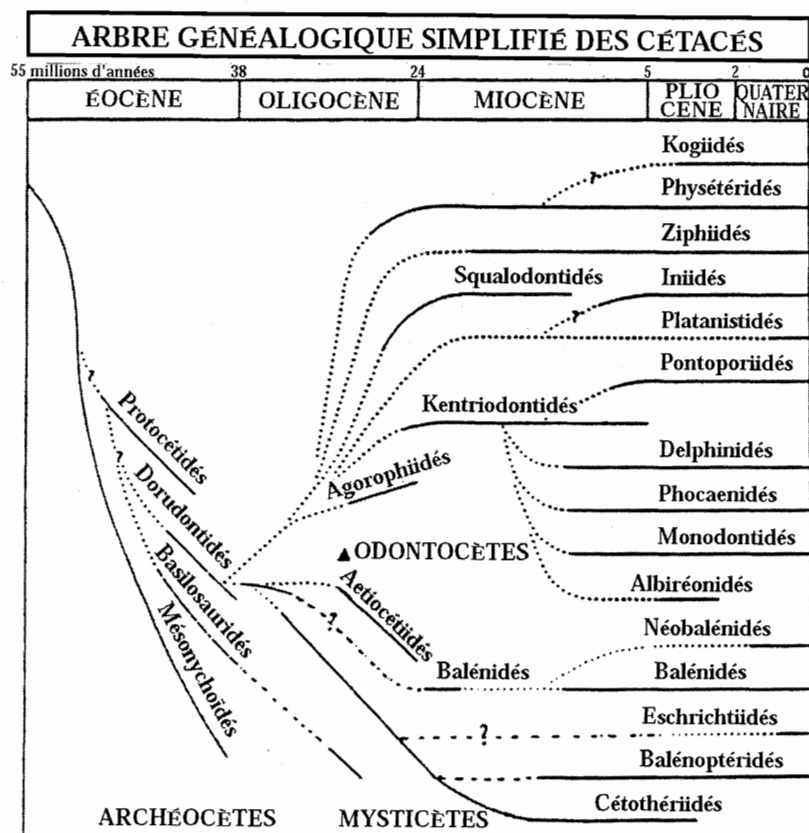 ARBRE GÉNÉALOGIQUE SIMPLIFIÉ DES CÉTACÉS
55 millions d'années 38 24 5 2 0
ÉOCÈNE OLIGOCÈNE MIOCÈNE PLIO CENE QUATER NAIRE
Kogiidés
?
Physétéridés
Ziphiidés
Squalodontidés Iniidés
?
Platanistidés
Pontoporiidés
? Protocétidés
Kentriodontidés
Delphinidés
? Dorudontidés
Agorophiidés
Phocaenidés
▲ODONTOCÈTES
Monodontidés
Basilosauridés
Aetiocétiidés
Albiréonidés
Mésonychoïdés
?
Néobalénidés
Balénidés Balénidés
? Eschrichtiidés
Balénoptéridés
ARCHÉOCÈTES MYSTICÈTES Cétothériidés